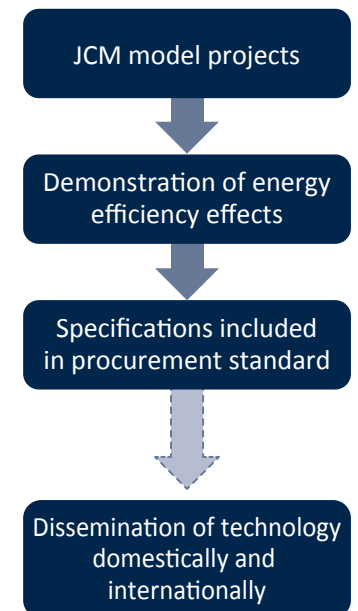 JCM model projects
Demonstration of energy
efficiency effects
Specifications included
in procurement standard
Dissemination of technology
domestically and
internationally